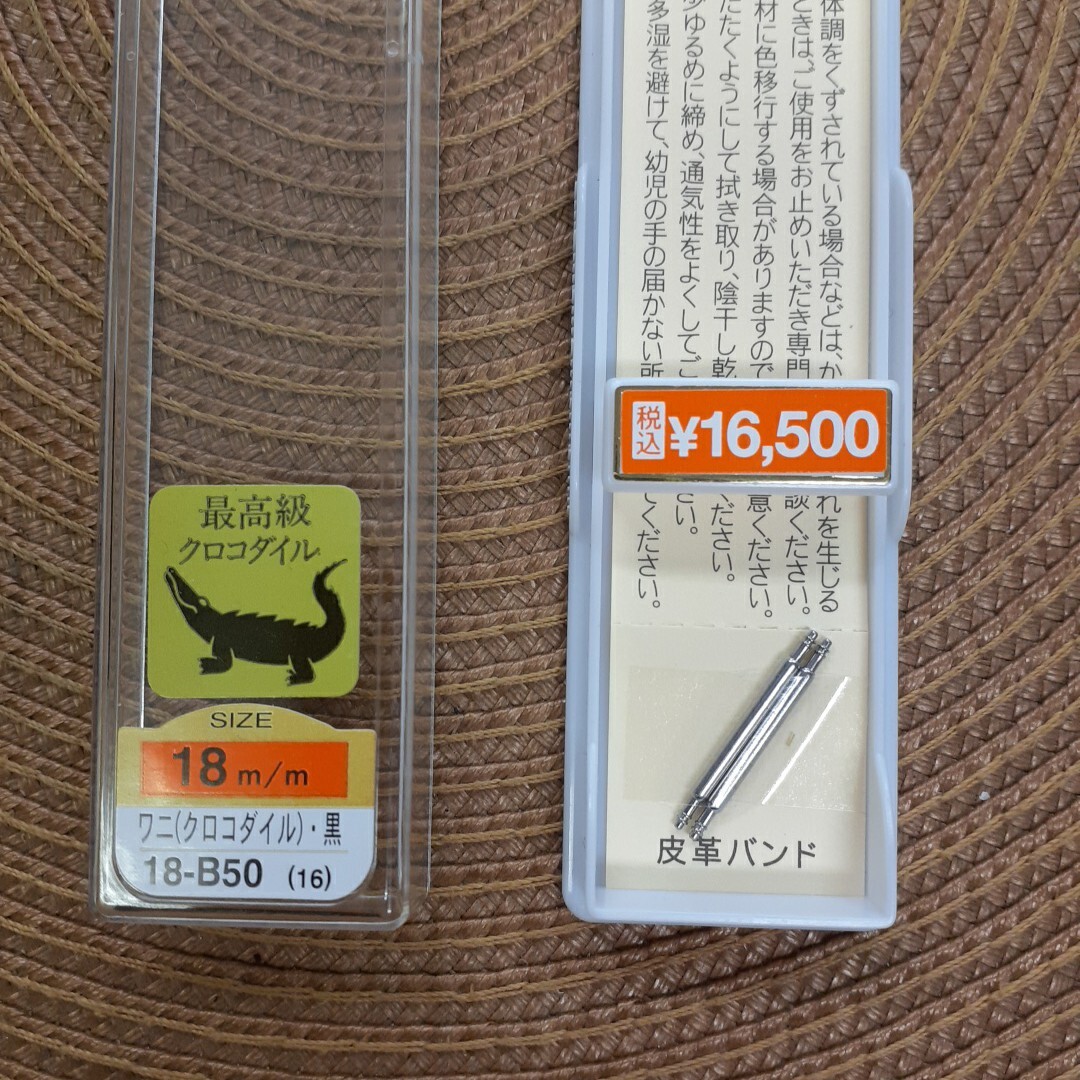 最高級
クロコダイル
SIZE
18 m/m
ワニ(クロコダイル)・黒
18-B50 (16)
体調をくずされている場合などは、か
れを生じる
ときは、ご使用をお止めいただき専門
談ください。
材に色移行する場合がありますので
意ください。
たたくようにして拭き取り、陰干し乾
ください。
ゆるめに締め、通気性をよくしてご
さい。
多湿を避けて、幼児の手の届かない所
てください。
税込 ¥16,500
皮革バンド